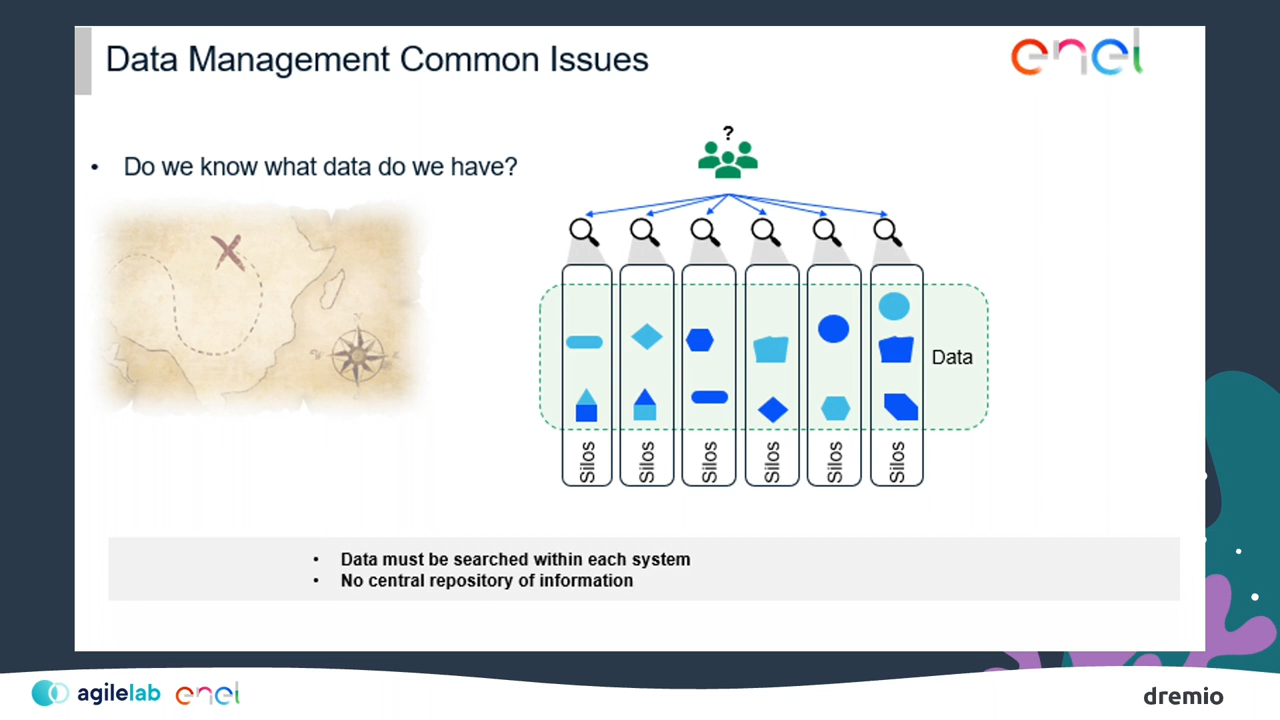 Data Management Common Issues
enel
• Do we know what data do we have?
?
W
Data
Silos
Silos
Silos
Silos
Silos
Silos
• Data must be searched within each system
• No central repository of information
agilelab enel
dremio